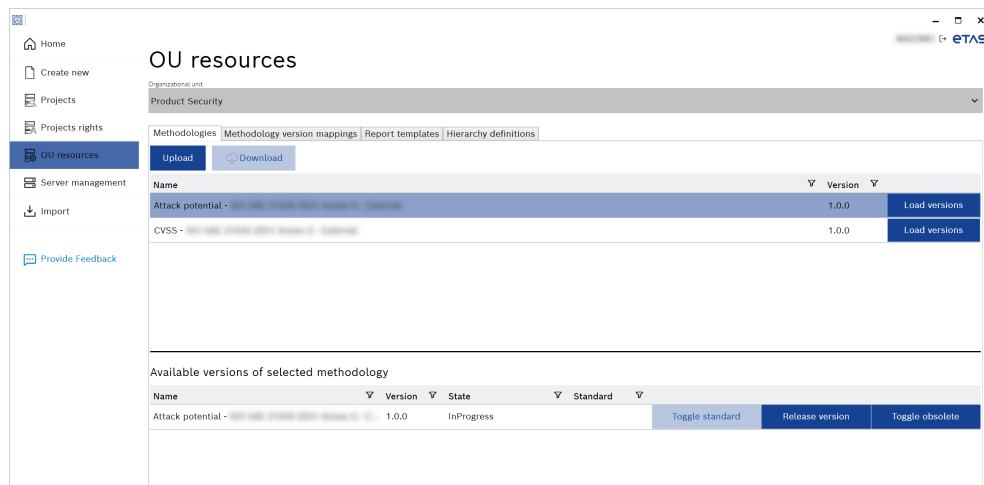 etas
Home
OU resources
Create new
Organizational unit
Projects
Product Security
Projects rights
Methodologies Methodology version mappings Report templates Hierarchy definitions
OU resources
Upload Download
Server management
Name Version
Attack potential - 1.0.0 Load versions
Import
CVSS - 1.0.0 Load versions
Provide Feedback
Available versions of selected methodology
Name Version State Standard
Attack potential - 1.0.0 InProgress Toggle standard Release version Toggle obsolete